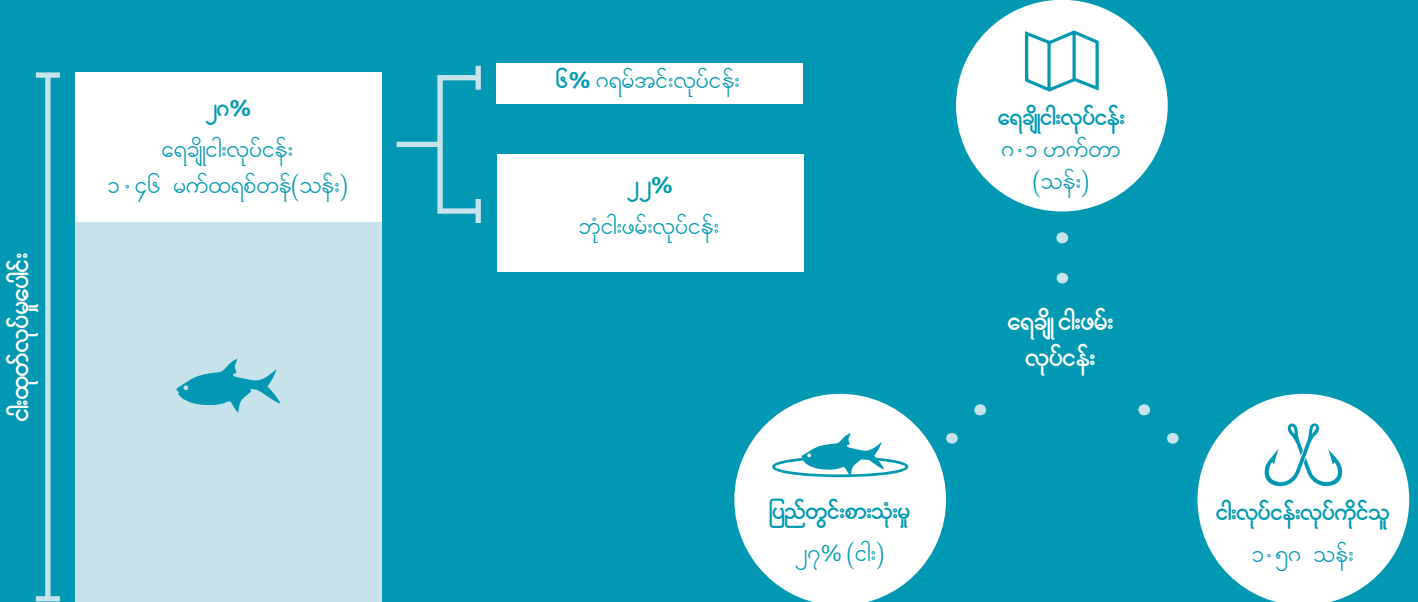 ငါးထုတ်လုပ်မှုပေါင်း
၂၈%
ရေချိုငါးလုပ်ငန်း
၁·၄၆ မက်ထရစ်တန်(သန်း)
၆% ဂရမ်အင်းလုပ်ငန်း
၂၂%
ဘုံငါးဖမ်းလုပ်ငန်း
ရေချိုငါးလုပ်ငန်း
၈·၁ ဟက်တာ
(သန်း)
ရေချို ငါးဖမ်း
လုပ်ငန်း
ပြည်တွင်းစားသုံးမှု
၂၇% (ငါး)
ငါးလုပ်ငန်းလုပ်ကိုင်သူ
၁·၅၈ သန်း